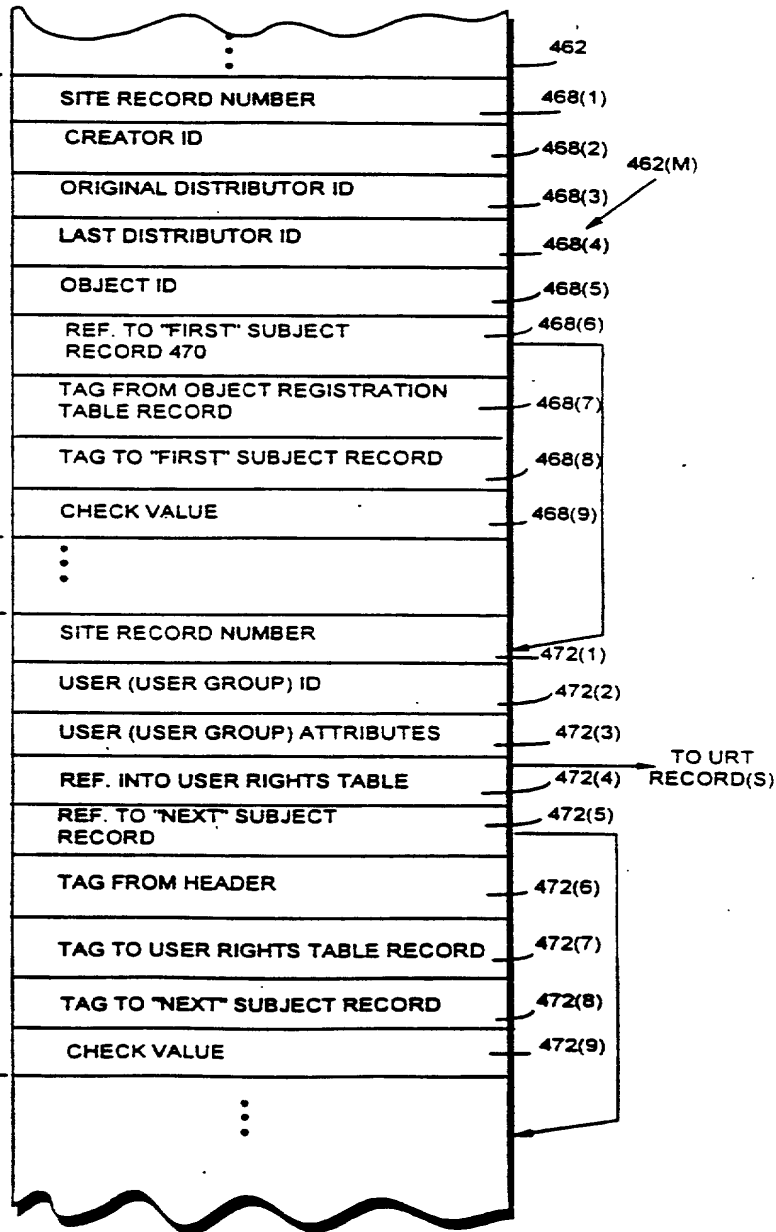 462
SITE RECORD NUMBER 468(1)
CREATOR ID 468(2)
462(M)
ORIGINAL DISTRIBUTOR ID 468(3)
LAST DISTRIBUTOR ID 468(4)
OBJECT ID 468(5)
REF. TO "FIRST" SUBJECT 468(6)
RECORD 470
TAG FROM OBJECT REGISTRATION
TABLE RECORD 468(7)
TAG TO "FIRST" SUBJECT RECORD 468(8)
CHECK VALUE 468(9)
SITE RECORD NUMBER 472(1)
USER (USER GROUP) ID 472(2)
USER (USER GROUP) ATTRIBUTES 472(3)
TO URT
RECORD(S)
REF. INTO USER RIGHTS TABLE 472(4)
REF. TO "NEXT" SUBJECT 472(5)
RECORD
TAG FROM HEADER 472(6)
TAG TO USER RIGHTS TABLE RECORD 472(7)
TAG TO "NEXT" SUBJECT RECORD 472(8)
CHECK VALUE 472(9)